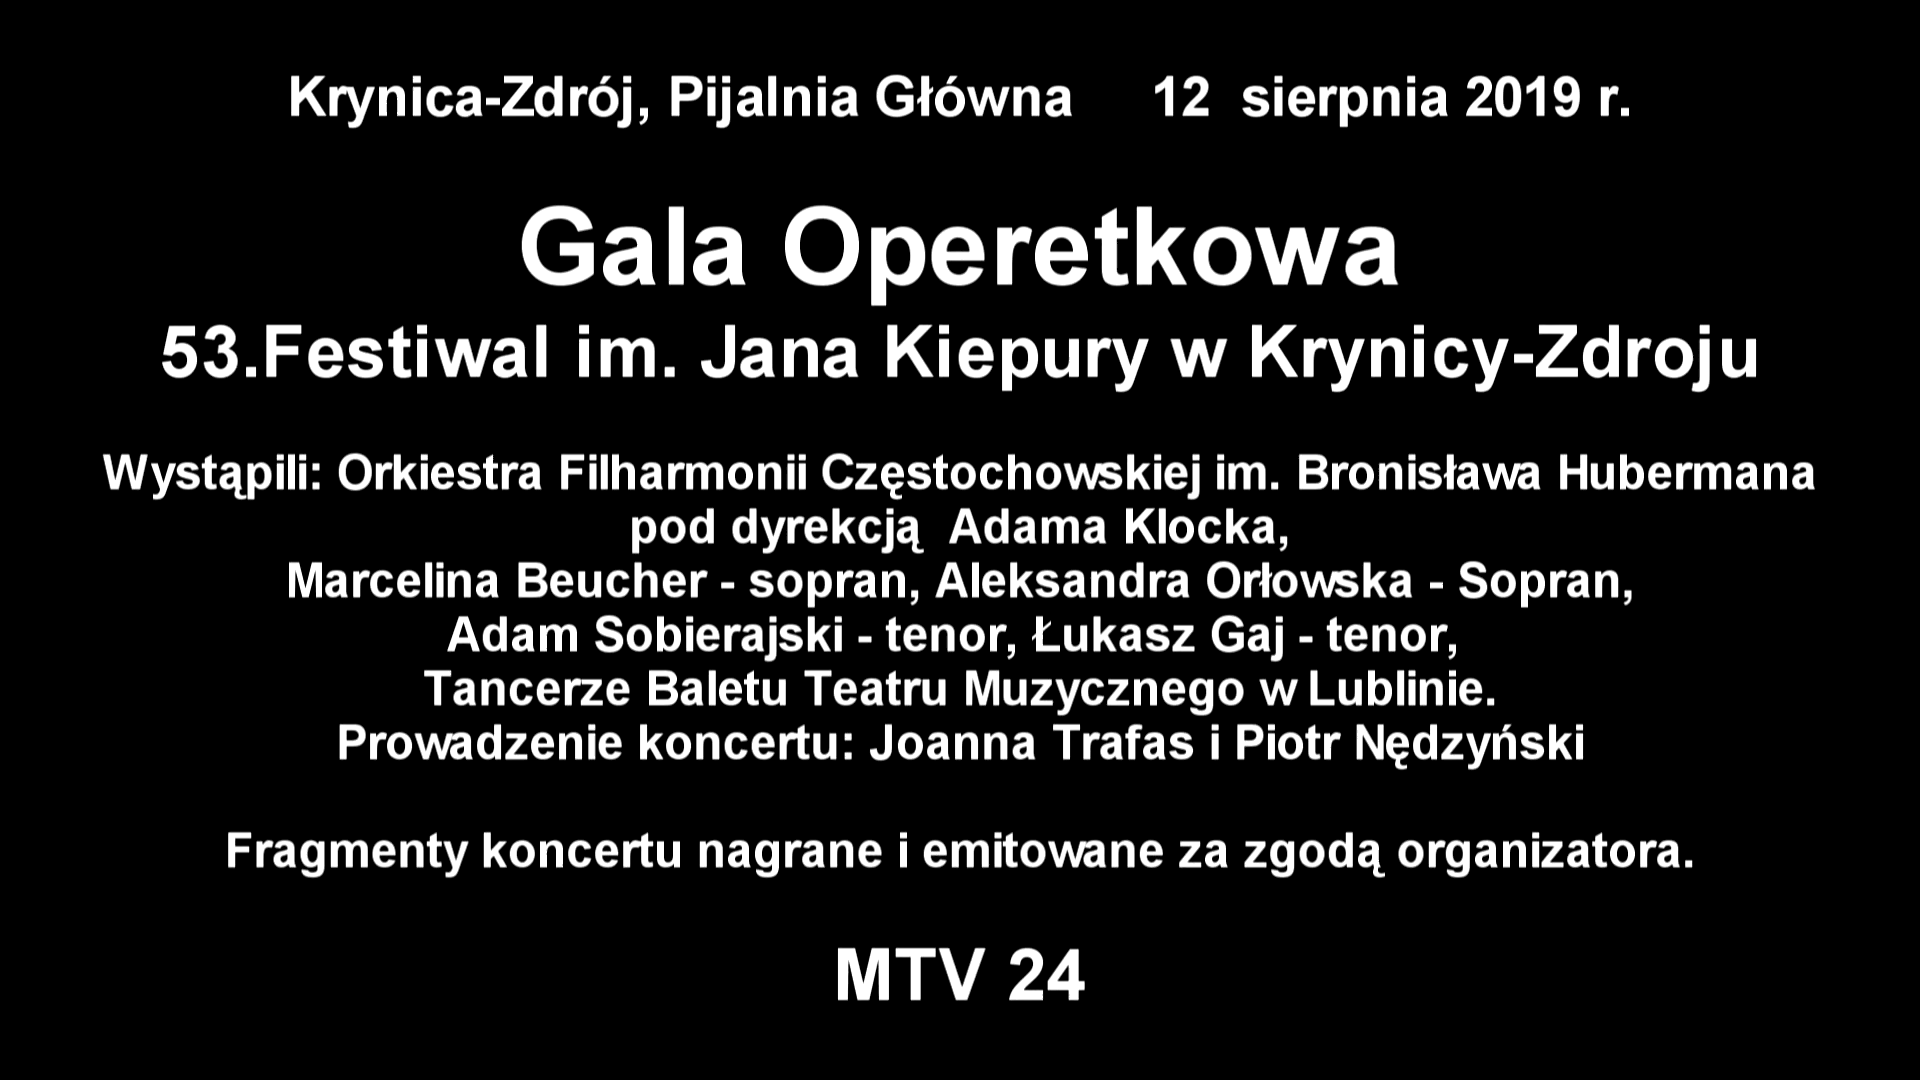 Krynica-Zdrój, Pijalnia Główna 12 sierpnia 2019 r.
Gala Operetkowa
53.Festiwal im. Jana Kiepury w Krynicy-Zdroju
Wystąpili: Orkiestra Filharmonii Częstochowskiej im. Bronisława Hubermana
pod dyrekcją Adama Klocka,
Marcelina Beucher - sopran, Aleksandra Orłowska - Sopran,
Adam Sobierajski - tenor, Łukasz Gaj - tenor,
Tancerze Baletu Teatru Muzycznego w Lublinie.
Prowadzenie koncertu: Joanna Trafas i Piotr Nędzyński
Fragmenty koncertu nagrane i emitowane za zgodą organizatora.
MTV 24